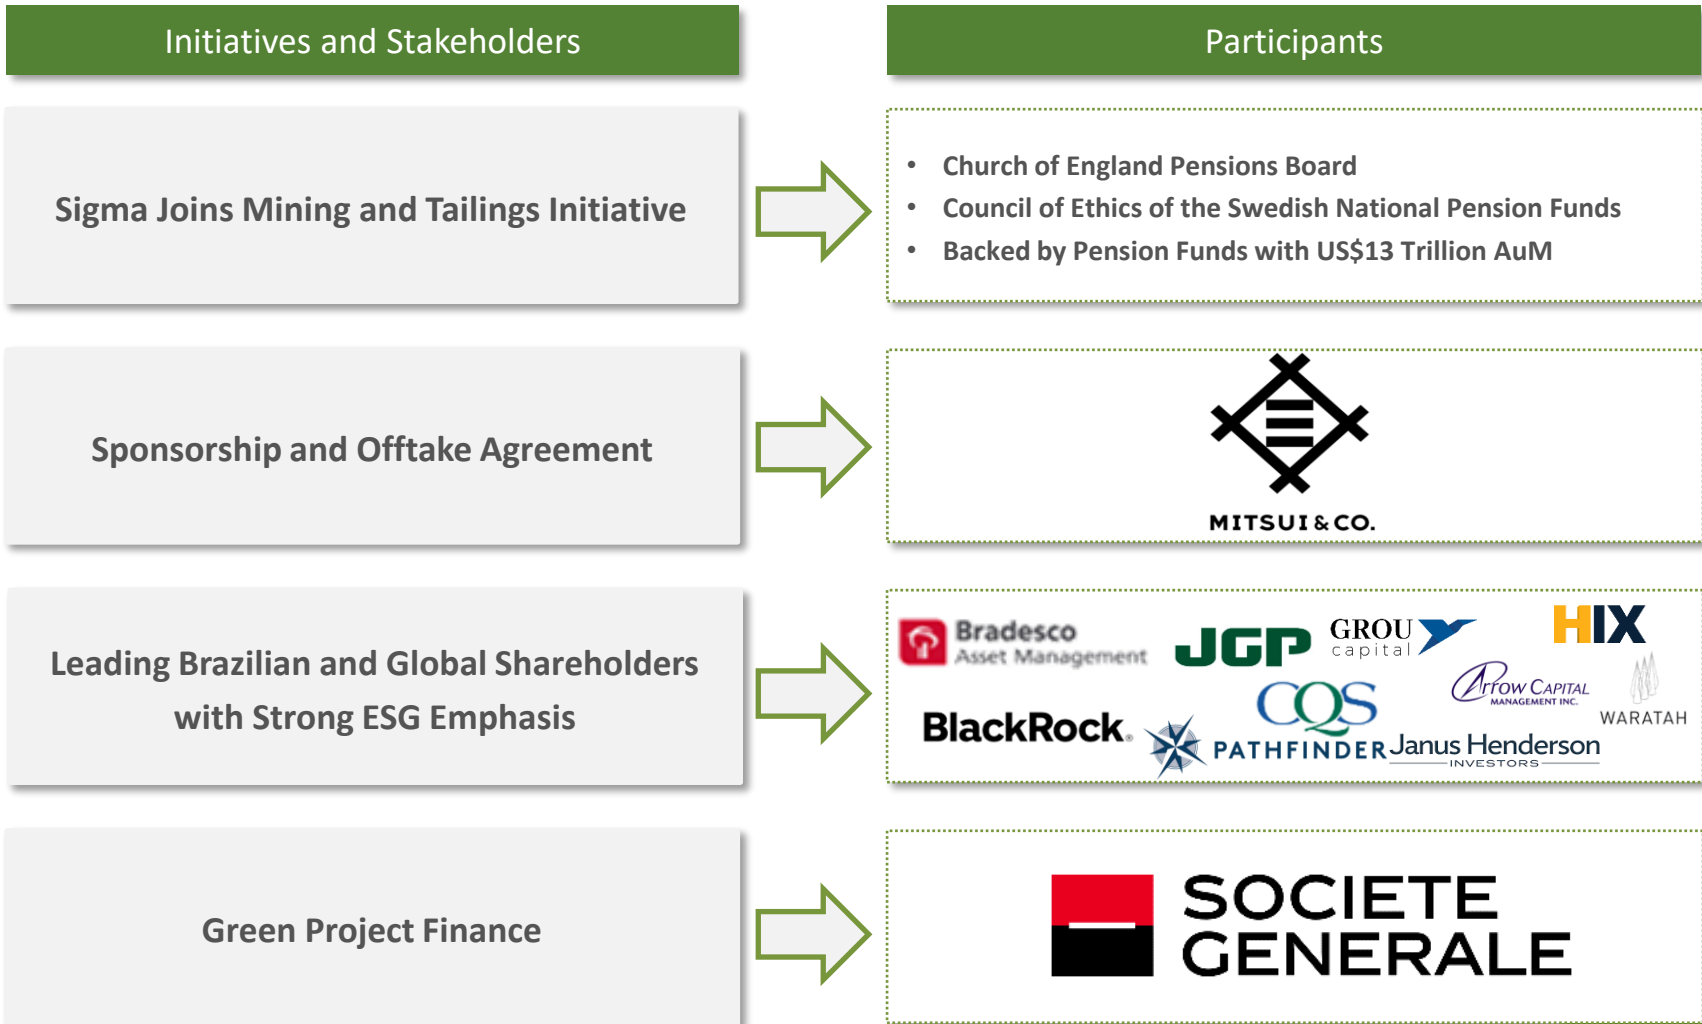 Initiatives and Stakeholders
Participants
Sigma Joins Mining and Tailings Initiative
• Church of England Pensions Board
• Council of Ethics of the Swedish National Pension Funds
• Backed by Pension Funds with US$13 Trillion AuM
Sponsorship and Offtake Agreement
MITSUI & CO.
Leading Brazilian and Global Shareholders
with Strong ESG Emphasis
Bradesco
Asset Management
JGP
GROU
capital
HIX
BlackRock®
CQS
ARROW CAPITAL
MANAGEMENT INC.
WARATAH
PATHFINDER
Janus Henderson
INVESTORS
Green Project Finance
SOCIETE
GENERALE